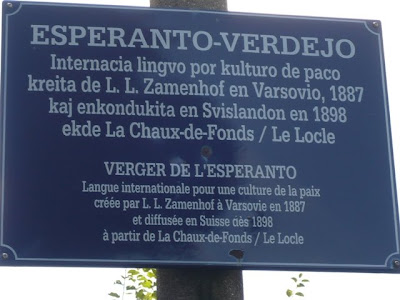 ESPERANTO-VERDEJO
Internacia lingvo por kulturo de paco
kreita de L. L. Zamenhof en Varsovio, 1887
kaj enkondukita en Svislandon en 1898
ekde La Chaux-de-Fonds / Le Locle
VERGER DE L'ESPERANTO
Langue internationale pour une culture de la paix
créée par L. L. Zamenhof à Varsovie en 1887
et diffusée en Suisse dès 1898
à partir de La Chaux-de-Fonds / Le Locle